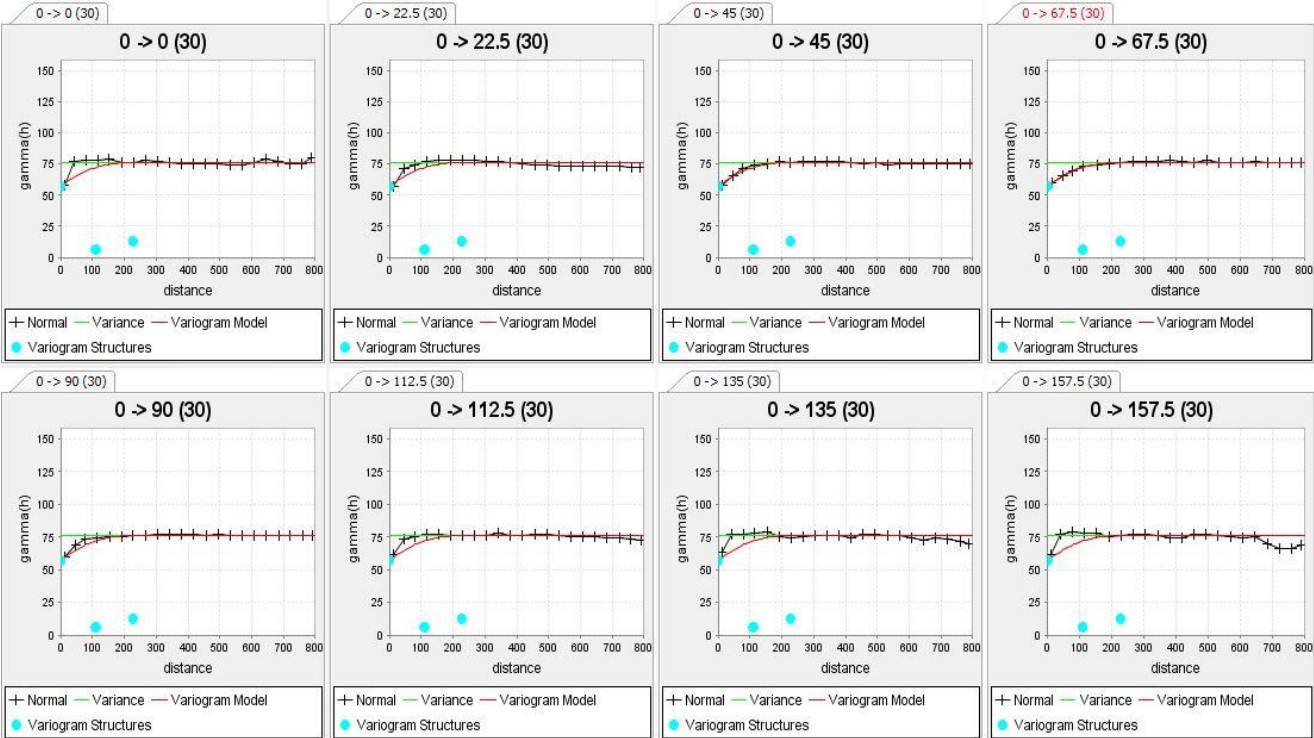 0 -> 0 (30)
0 -> 0 (30)
150
125
100
75
50
25
0
gamma(h)
0 100 200 300 400 500 600 700 800
distance
Normal Variance Variogram Model
Variogram Structures
0 -> 22.5 (30)
0 -> 22.5 (30)
150
125
100
75
50
25
0
gamma(h)
0 100 200 300 400 500 600 700 800
distance
Normal Variance Variogram Model
Variogram Structures
0 -> 45 (30)
0 -> 45 (30)
150
125
100
75
50
25
0
gamma(h)
0 100 200 300 400 500 600 700 800
distance
Normal Variance Variogram Model
Variogram Structures
0 -> 67.5 (30)
0 -> 67.5 (30)
150
125
100
75
50
25
0
gamma(h)
0 100 200 300 400 500 600 700 800
distance
Normal Variance Variogram Model
Variogram Structures
0 -> 90 (30)
0 -> 90 (30)
150
125
100
75
50
25
0
gamma(h)
0 100 200 300 400 500 600 700 800
distance
Normal Variance Variogram Model
Variogram Structures
0 -> 112.5 (30)
0 -> 112.5 (30)
150
125
100
75
50
25
0
gamma(h)
0 100 200 300 400 500 600 700 800
distance
Normal Variance Variogram Model
Variogram Structures
0 -> 135 (30)
0 -> 135 (30)
150
125
100
75
50
25
0
gamma(h)
0 100 200 300 400 500 600 700 800
distance
Normal Variance Variogram Model
Variogram Structures
0 -> 157.5 (30)
0 -> 157.5 (30)
150
125
100
75
50
25
0
gamma(h)
0 100 200 300 400 500 600 700 800
distance
Normal Variance Variogram Model
Variogram Structures